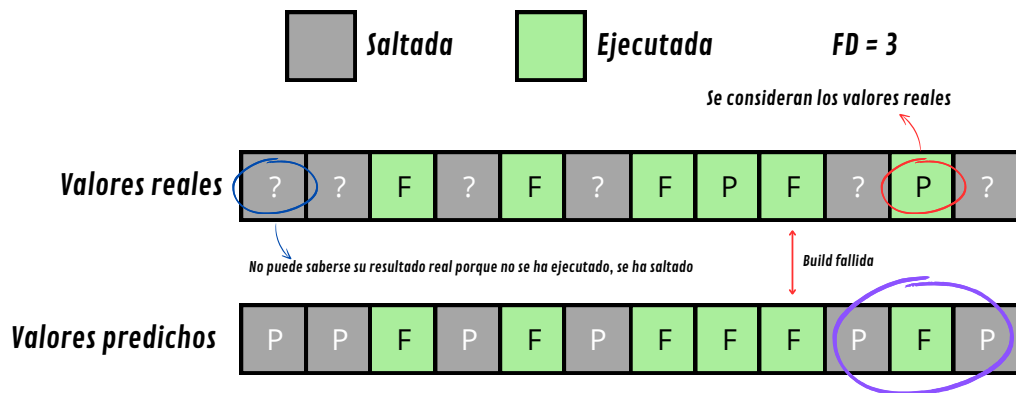 Saltada Ejecutada FD = 3
Se consideran los valores reales
Valores reales ? ? F ? F ? F P F ? P ?
No puede saberse su resultado real porque no se ha ejecutado, se ha saltado
Build fallida
Valores predichos P P F P F P F F F P F P